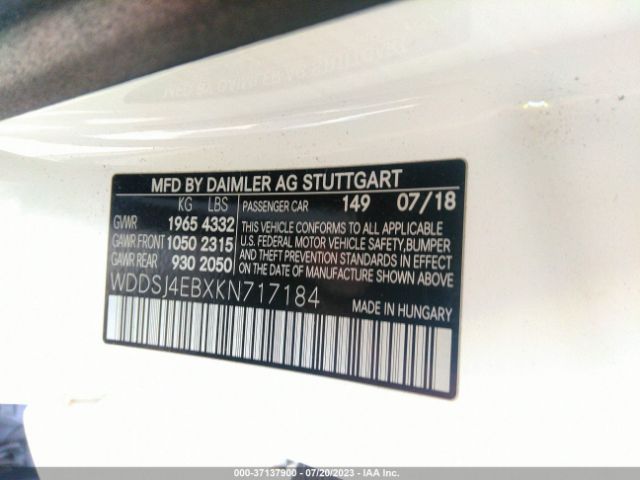 MFD BY DAIMLER AG STUTTGART
KG LBS
PASSENGER CAR 149 07/18
GVWR 1965 4332
GAWR FRONT 1050 2315
GAWR REAR 930 2050
THIS VEHICLE CONFORMS TO ALL APPLICABLE
U.S. FEDERAL MOTOR VEHICLE SAFETY, BUMPER
AND THEFT PREVENTION STANDARDS IN EFFECT
ON THE DATE OF MANUFACTURE SHOWN ABOVE
WDDSJ4EBXKN717184
MADE IN HUNGARY
000-37137900 - 07/20/2023 - IAA Inc.